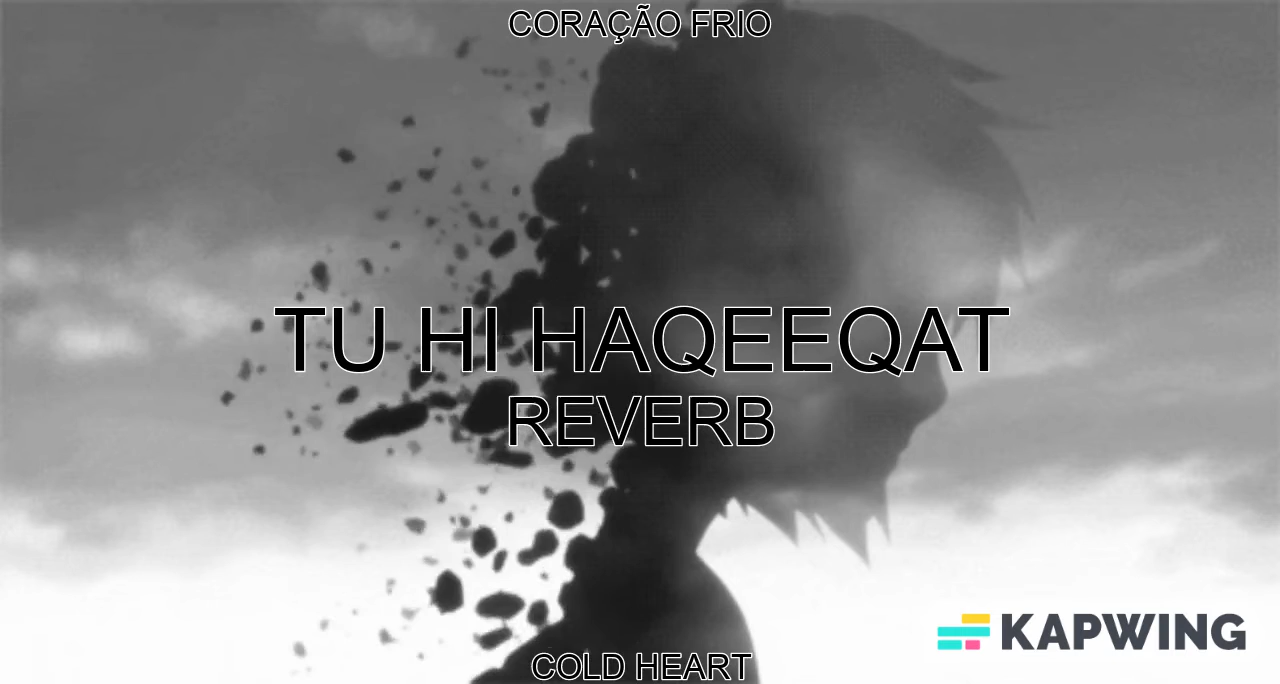 CORAÇÃO FRIO
TU HI HAQEEQAT
REVERB
KAPWING
COLD HEART